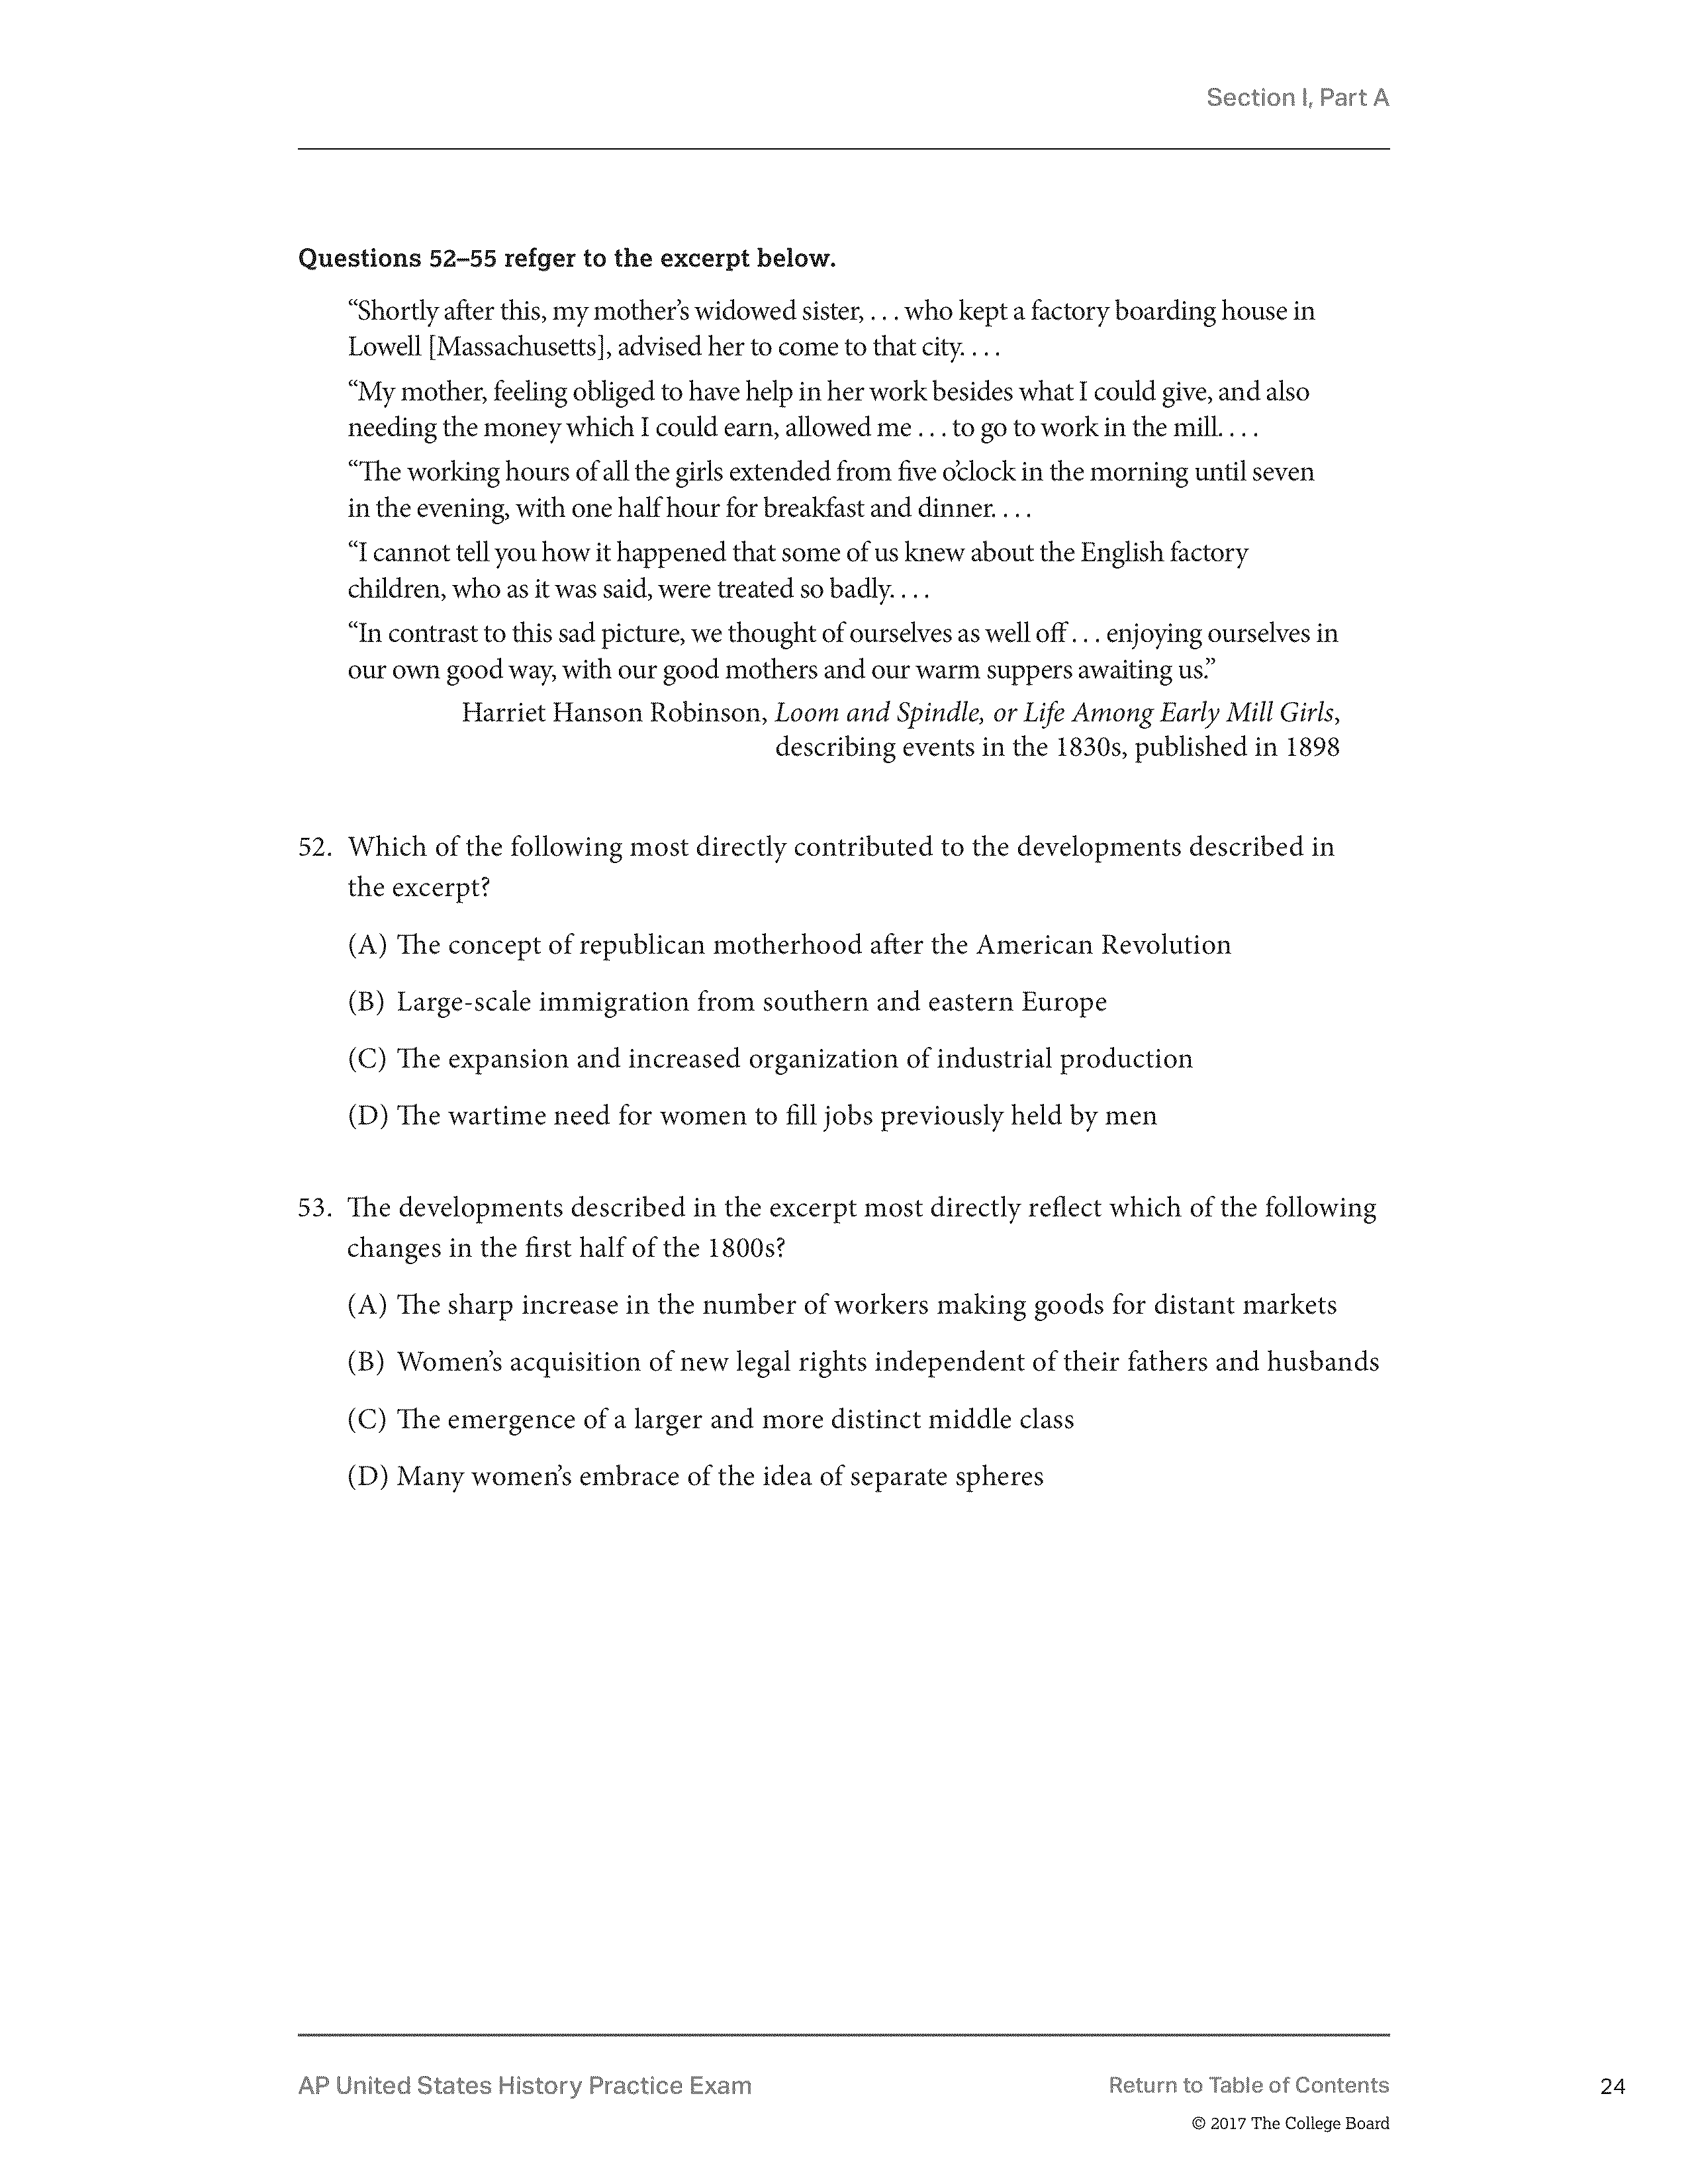 Section I, Part A
Questions 52–55 refger to the excerpt below.
“Shortly after this, my mother’s widowed sister, . . . who kept a factory boarding house in
Lowell [Massachusetts], advised her to come to that city. . . .
“My mother, feeling obliged to have help in her work besides what I could give, and also
needing the money which I could earn, allowed me . . . to go to work in the mill. . . .
“The working hours of all the girls extended from five o’clock in the morning until seven
in the evening, with one half hour for breakfast and dinner. . . .
“I cannot tell you how it happened that some of us knew about the English factory
children, who as it was said, were treated so badly. . . .
“In contrast to this sad picture, we thought of ourselves as well off . . . enjoying ourselves in
our own good way, with our good mothers and our warm suppers awaiting us.”
Harriet Hanson Robinson, Loom and Spindle, or Life Among Early Mill Girls,
describing events in the 1830s, published in 1898
52. Which of the following most directly contributed to the developments described in
the excerpt?
(A) The concept of republican motherhood after the American Revolution
(B) Large-scale immigration from southern and eastern Europe
(C) The expansion and increased organization of industrial production
(D) The wartime need for women to fill jobs previously held by men
53. The developments described in the excerpt most directly reflect which of the following
changes in the first half of the 1800s?
(A) The sharp increase in the number of workers making goods for distant markets
(B) Women’s acquisition of new legal rights independent of their fathers and husbands
(C) The emergence of a larger and more distinct middle class
(D) Many women’s embrace of the idea of separate spheres
AP United States History Practice Exam
Return to Table of Contents
24
© 2017 The College Board